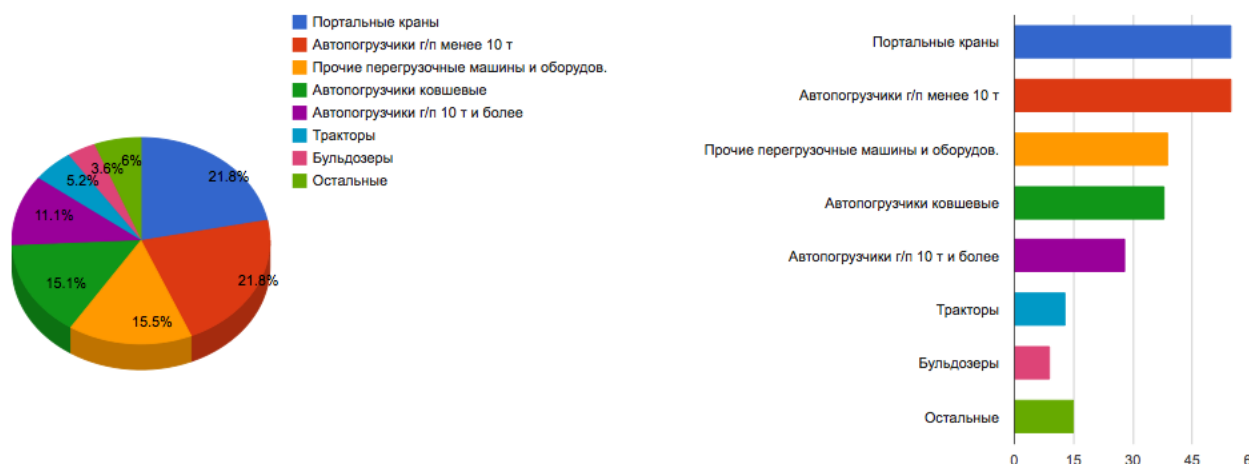 Портальные краны
Автопогрузчики г/п менее 10 т
Прочие перегрузочные машины и оборудов.
Автопогрузчики ковшевые
Автопогрузчики г/п 10 т и более
Тракторы
Бульдозеры
Остальные
21.8%
21.8%
15.5%
15.1%
11.1%
5.2%
3.6%
6%
Портальные краны
Автопогрузчики г/п менее 10 т
Прочие перегрузочные машины и оборудов.
Автопогрузчики ковшевые
Автопогрузчики г/п 10 т и более
Тракторы
Бульдозеры
Остальные
0 15 30 45